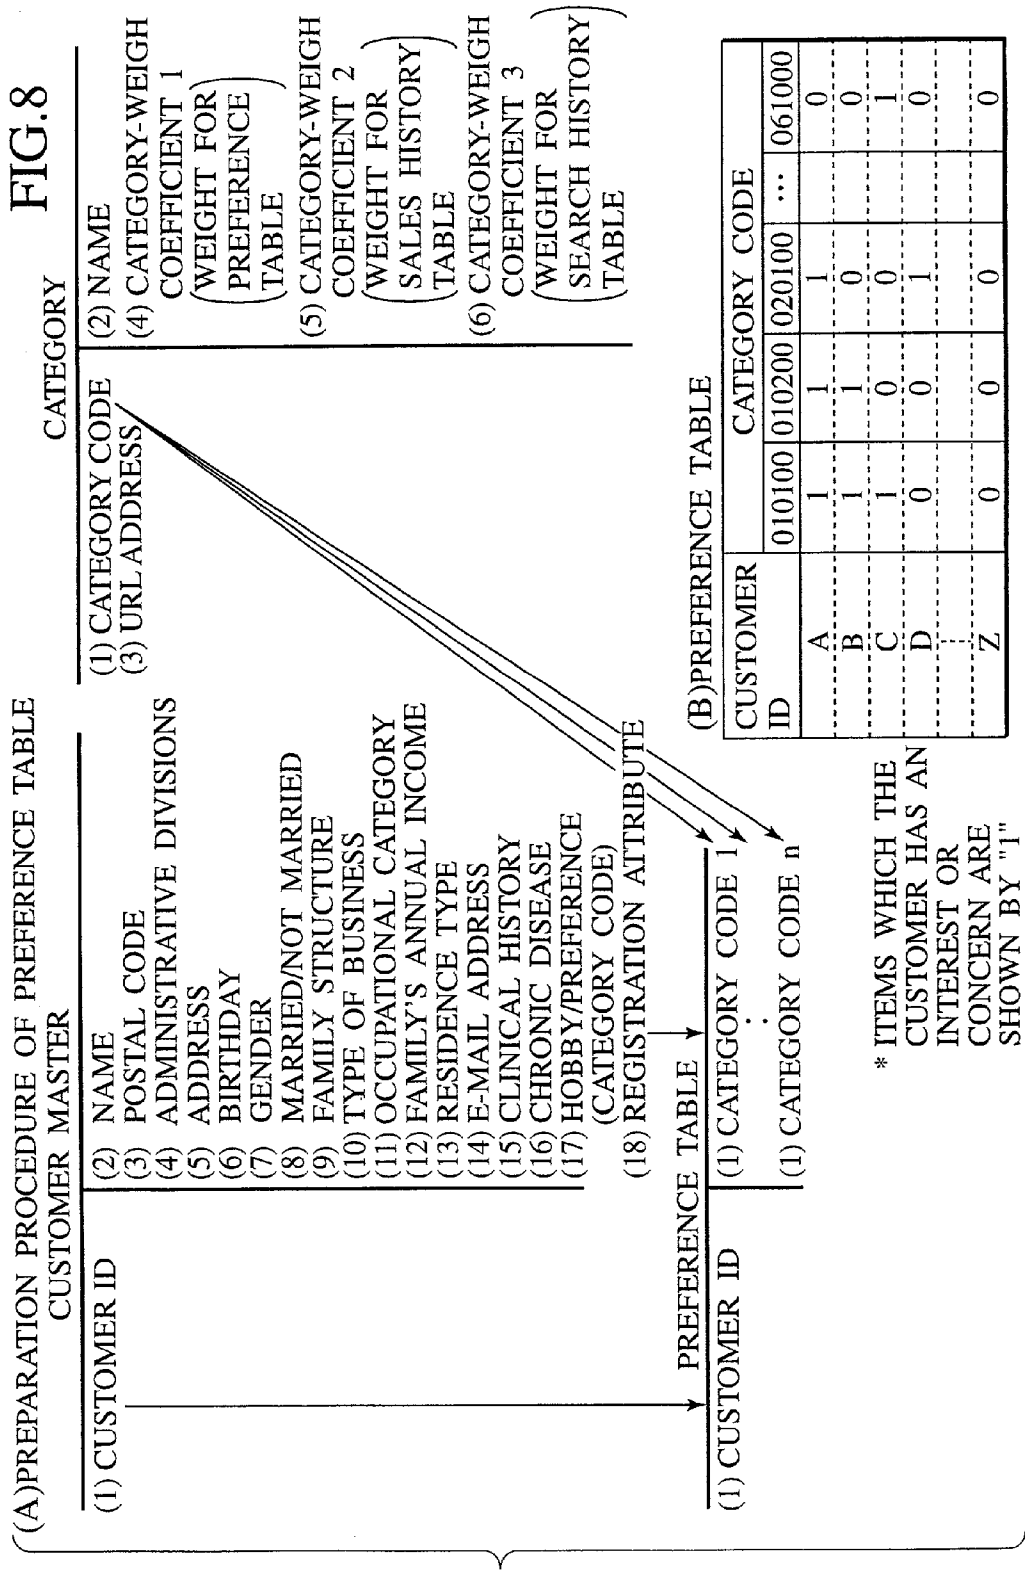 FIG.8
(A)PREPARATION PROCEDURE OF PREFERENCE TABLE
CUSTOMER MASTER
(1) CUSTOMER ID
(2) NAME
(3) POSTAL CODE
(4) ADMINISTRATIVE DIVISIONS
(5) ADDRESS
(6) BIRTHDAY
(7) GENDER
(8) MARRIED/NOT MARRIED
(9) FAMILY STRUCTURE
(10) TYPE OF BUSINESS
(11) OCCUPATIONAL CATEGORY
(12) FAMILY'S ANNUAL INCOME
(13) RESIDENCE TYPE
(14) E-MAIL ADDRESS
(15) CLINICAL HISTORY
(16) CHRONIC DISEASE
(17) HOBBY/PREFERENCE
(CATEGORY CODE)
(18) REGISTRATION ATTRIBUTE
CATEGORY
(1) CATEGORY CODE
(3) URL ADDRESS
(2) NAME
(4) CATEGORY-WEIGH
COEFFICIENT 1
(WEIGHT FOR
PREFERENCE
TABLE)
(5) CATEGORY-WEIGH
COEFFICIENT 2
(WEIGHT FOR
SALES HISTORY
TABLE)
(6) CATEGORY-WEIGH
COEFFICIENT 3
(WEIGHT FOR
SEARCH HISTORY
TABLE)
PREFERENCE TABLE
(1) CUSTOMER ID
(1) CATEGORY CODE 1
:
(1) CATEGORY CODE n
(B)PREFERENCE TABLE
CUSTOMER
ID
CATEGORY CODE
010100 010200 020100 ... 061000
A 1 1 1 0
B 1 1 0 0
C 1 0 0 1
D 0 0 1 0
Z 0 0 0 0
* ITEMS WHICH THE
CUSTOMER HAS AN
INTEREST OR
CONCERN ARE
SHOWN BY "1"